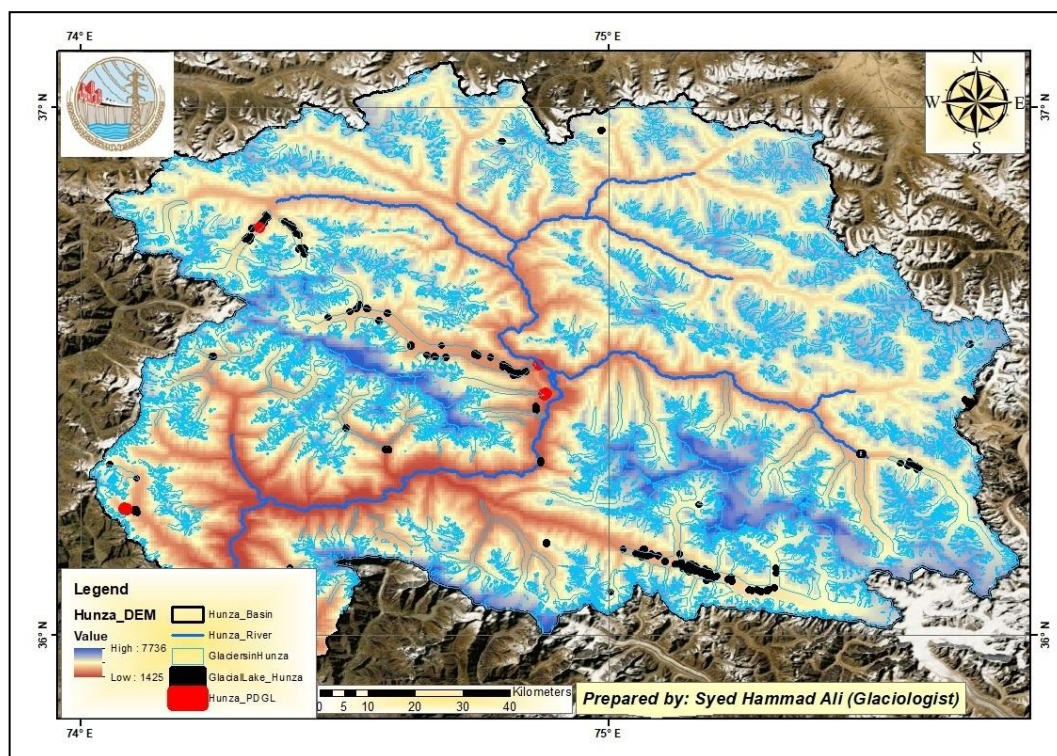 74° E
75° E
37° N
37° N
N
W
E
S
36° N
36° N
Legend
Hunza_DEM
Value
High : 7736
Low : 1425
Hunza_Basin
Hunza_River
GlaciersinHunza
GlacialLake_Hunza
Hunza_PDGL
Kilometers
0 5 10 20 30 40
Prepared by: Syed Hammad Ali (Glaciologist)
74° E
75° E